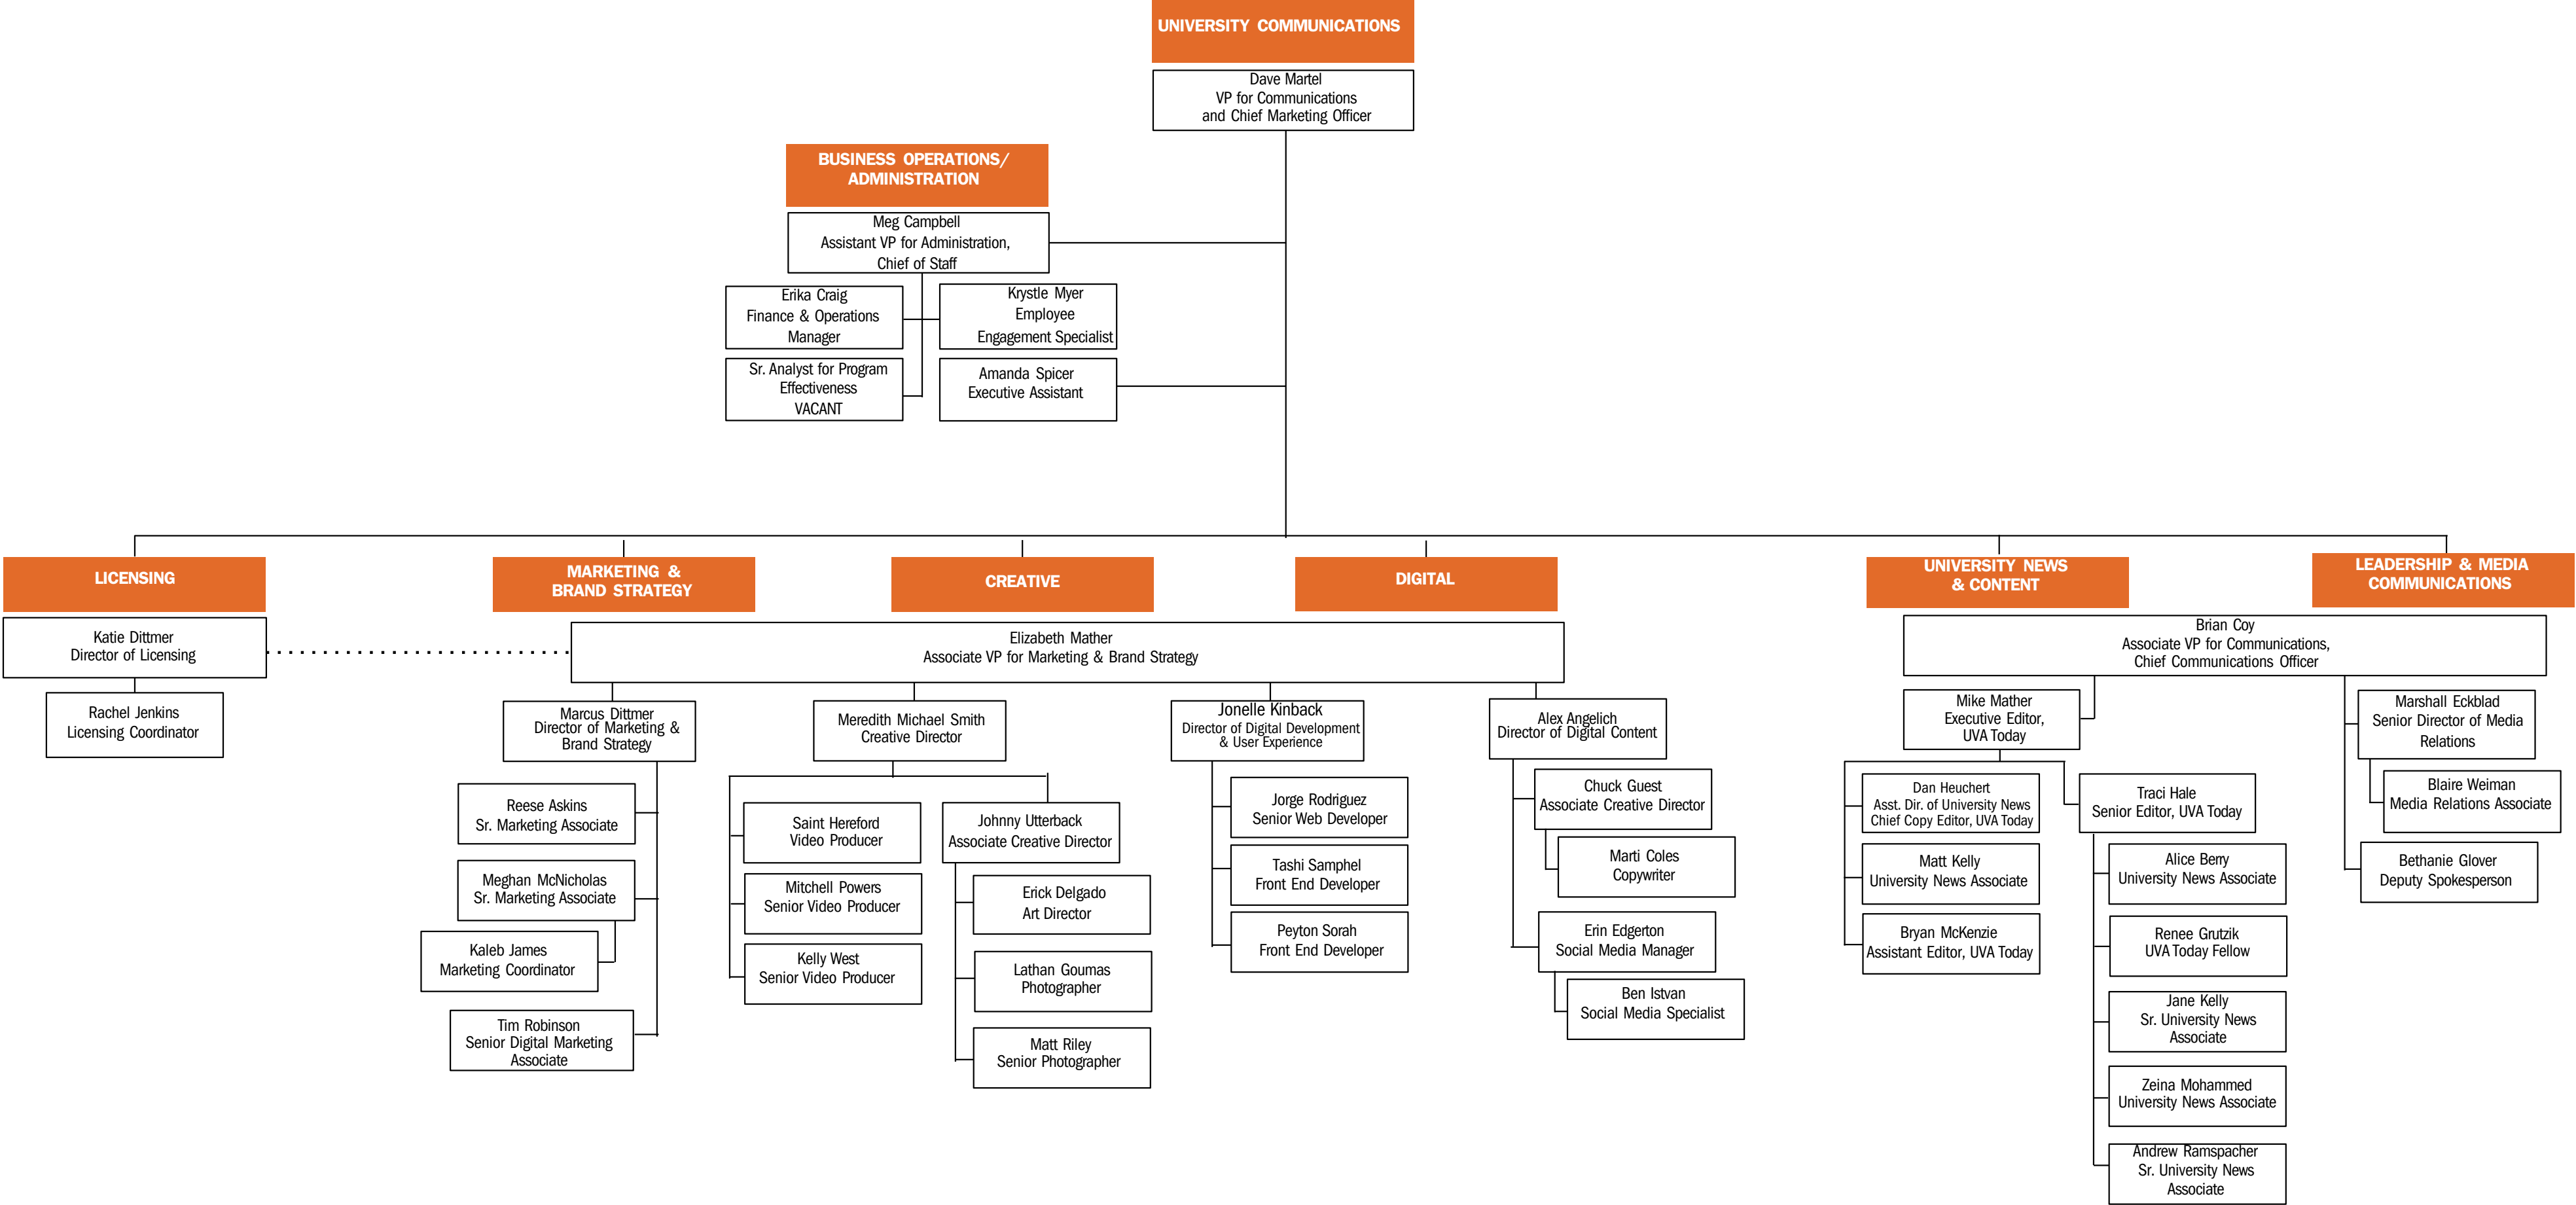 UNIVERSITY COMMUNICATIONS
Dave Martel
VP for Communications
and Chief Marketing Officer
BUSINESS OPERATIONS/
ADMINISTRATION
Meg Campbell
Assistant VP for Administration,
Chief of Staff
Erika Craig
Finance & Operations
Manager
Krystle Myer
Employee
Engagement Specialist
Sr. Analyst for Program
Effectiveness
VACANT
Amanda Spicer
Executive Assistant
LICENSING
Katie Dittmer
Director of Licensing
Rachel Jenkins
Licensing Coordinator
MARKETING &
BRAND STRATEGY
CREATIVE
DIGITAL
Elizabeth Mather
Associate VP for Marketing & Brand Strategy
Marcus Dittmer
Director of Marketing &
Brand Strategy
Reese Askins
Sr. Marketing Associate
Meghan McNicholas
Sr. Marketing Associate
Kaleb James
Marketing Coordinator
Tim Robinson
Senior Digital Marketing
Associate
Meredith Michael Smith
Creative Director
Saint Hereford
Video Producer
Mitchell Powers
Senior Video Producer
Kelly West
Senior Video Producer
Johnny Utterback
Associate Creative Director
Erick Delgado
Art Director
Lathan Goumas
Photographer
Matt Riley
Senior Photographer
Jonelle Kinback
Director of Digital Development
& User Experience
Jorge Rodriguez
Senior Web Developer
Tashi Samphel
Front End Developer
Peyton Sorah
Front End Developer
Alex Angelich
Director of Digital Content
Chuck Guest
Associate Creative Director
Marti Coles
Copywriter
Erin Edgerton
Social Media Manager
Ben Istvan
Social Media Specialist
UNIVERSITY NEWS
& CONTENT
LEADERSHIP & MEDIA
COMMUNICATIONS
Brian Coy
Associate VP for Communications,
Chief Communications Officer
Mike Mather
Executive Editor,
UVA Today
Dan Heuchert
Asst. Dir. of University News
Chief Copy Editor, UVA Today
Matt Kelly
University News Associate
Bryan McKenzie
Assistant Editor, UVA Today
Traci Hale
Senior Editor, UVA Today
Alice Berry
University News Associate
Renee Grutzik
UVA Today Fellow
Jane Kelly
Sr. University News
Associate
Zeina Mohammed
University News Associate
Andrew Ramspacher
Sr. University News
Associate
Marshall Eckblad
Senior Director of Media
Relations
Blaire Weiman
Media Relations Associate
Bethanie Glover
Deputy Spokesperson